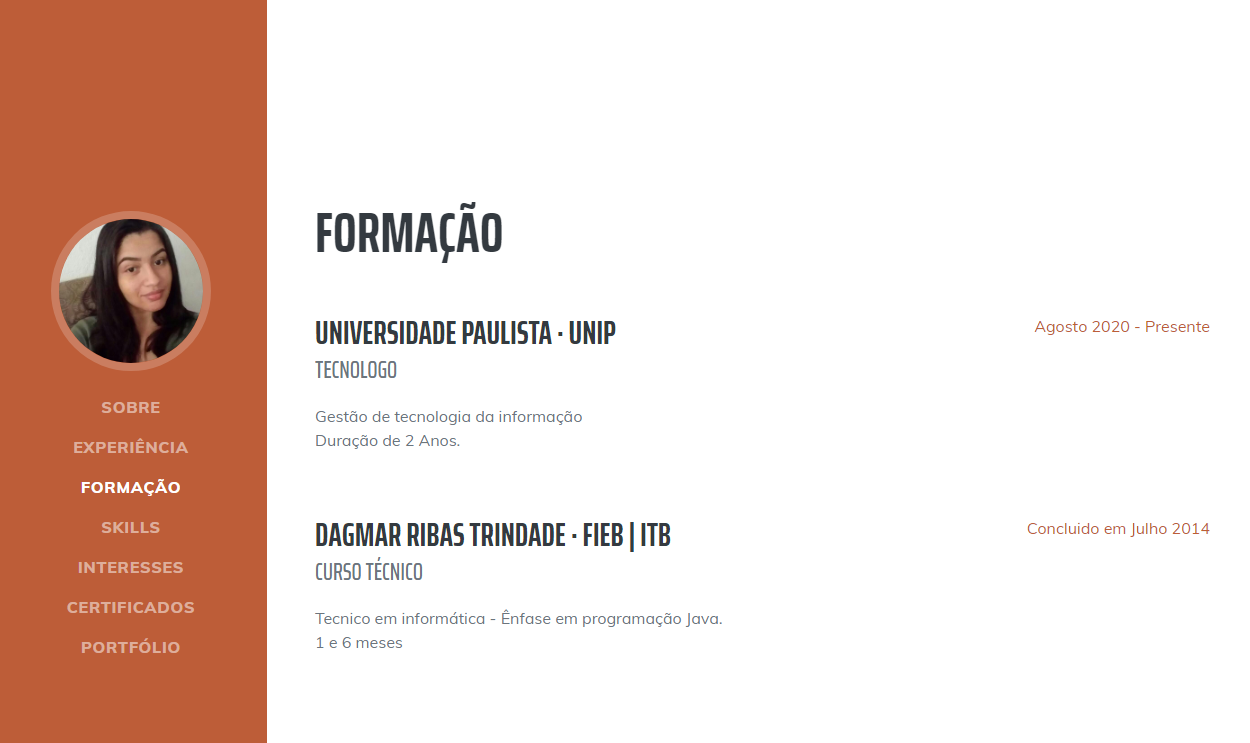 SOBRE
EXPERIÊNCIA
FORMAÇÃO
SKILLS
INTERESSES
CERTIFICADOS
PORTFÓLIO
FORMAÇÃO
UNIVERSIDADE PAULISTA · UNIP
Agosto 2020 - Presente
TECNOLOGO
Gestão de tecnologia da informação
Duração de 2 Anos.
DAGMAR RIBAS TRINDADE · FIEB | ITB
Concluido em Julho 2014
CURSO TÉCNICO
Tecnico em informática - Ênfase em programação Java.
1 e 6 meses